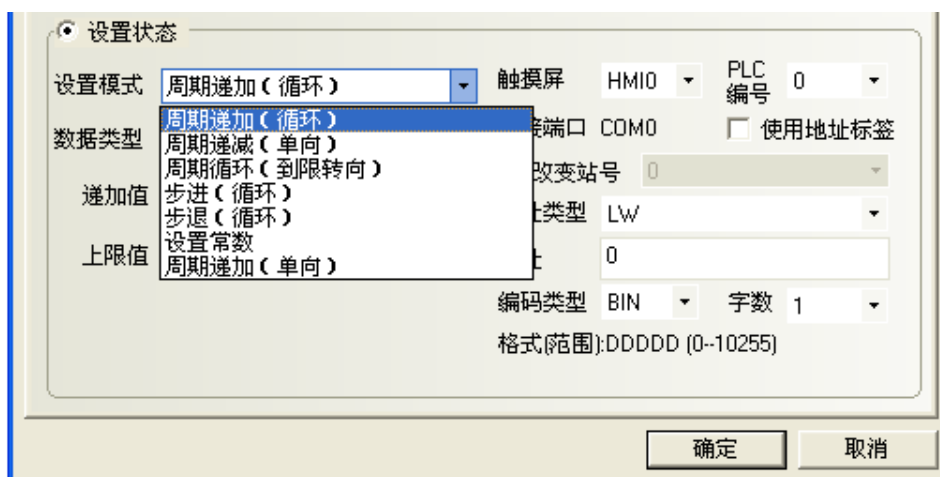 设置状态
设置模式 周期递加(循环) 触摸屏 HMI0 PLC编号 0
周期递加(循环)
数据类型 周期递减(单向) 接端口 COM0 使用地址标签
周期循环(到限转向) 改变站号 0
递加值 步进(循环) 类型 LW
步退(循环)
上限值 设置常数 0
周期递加(单向)
编码类型 BIN 字数 1
格式(范围):DDDDD (0--10255)
确定 取消